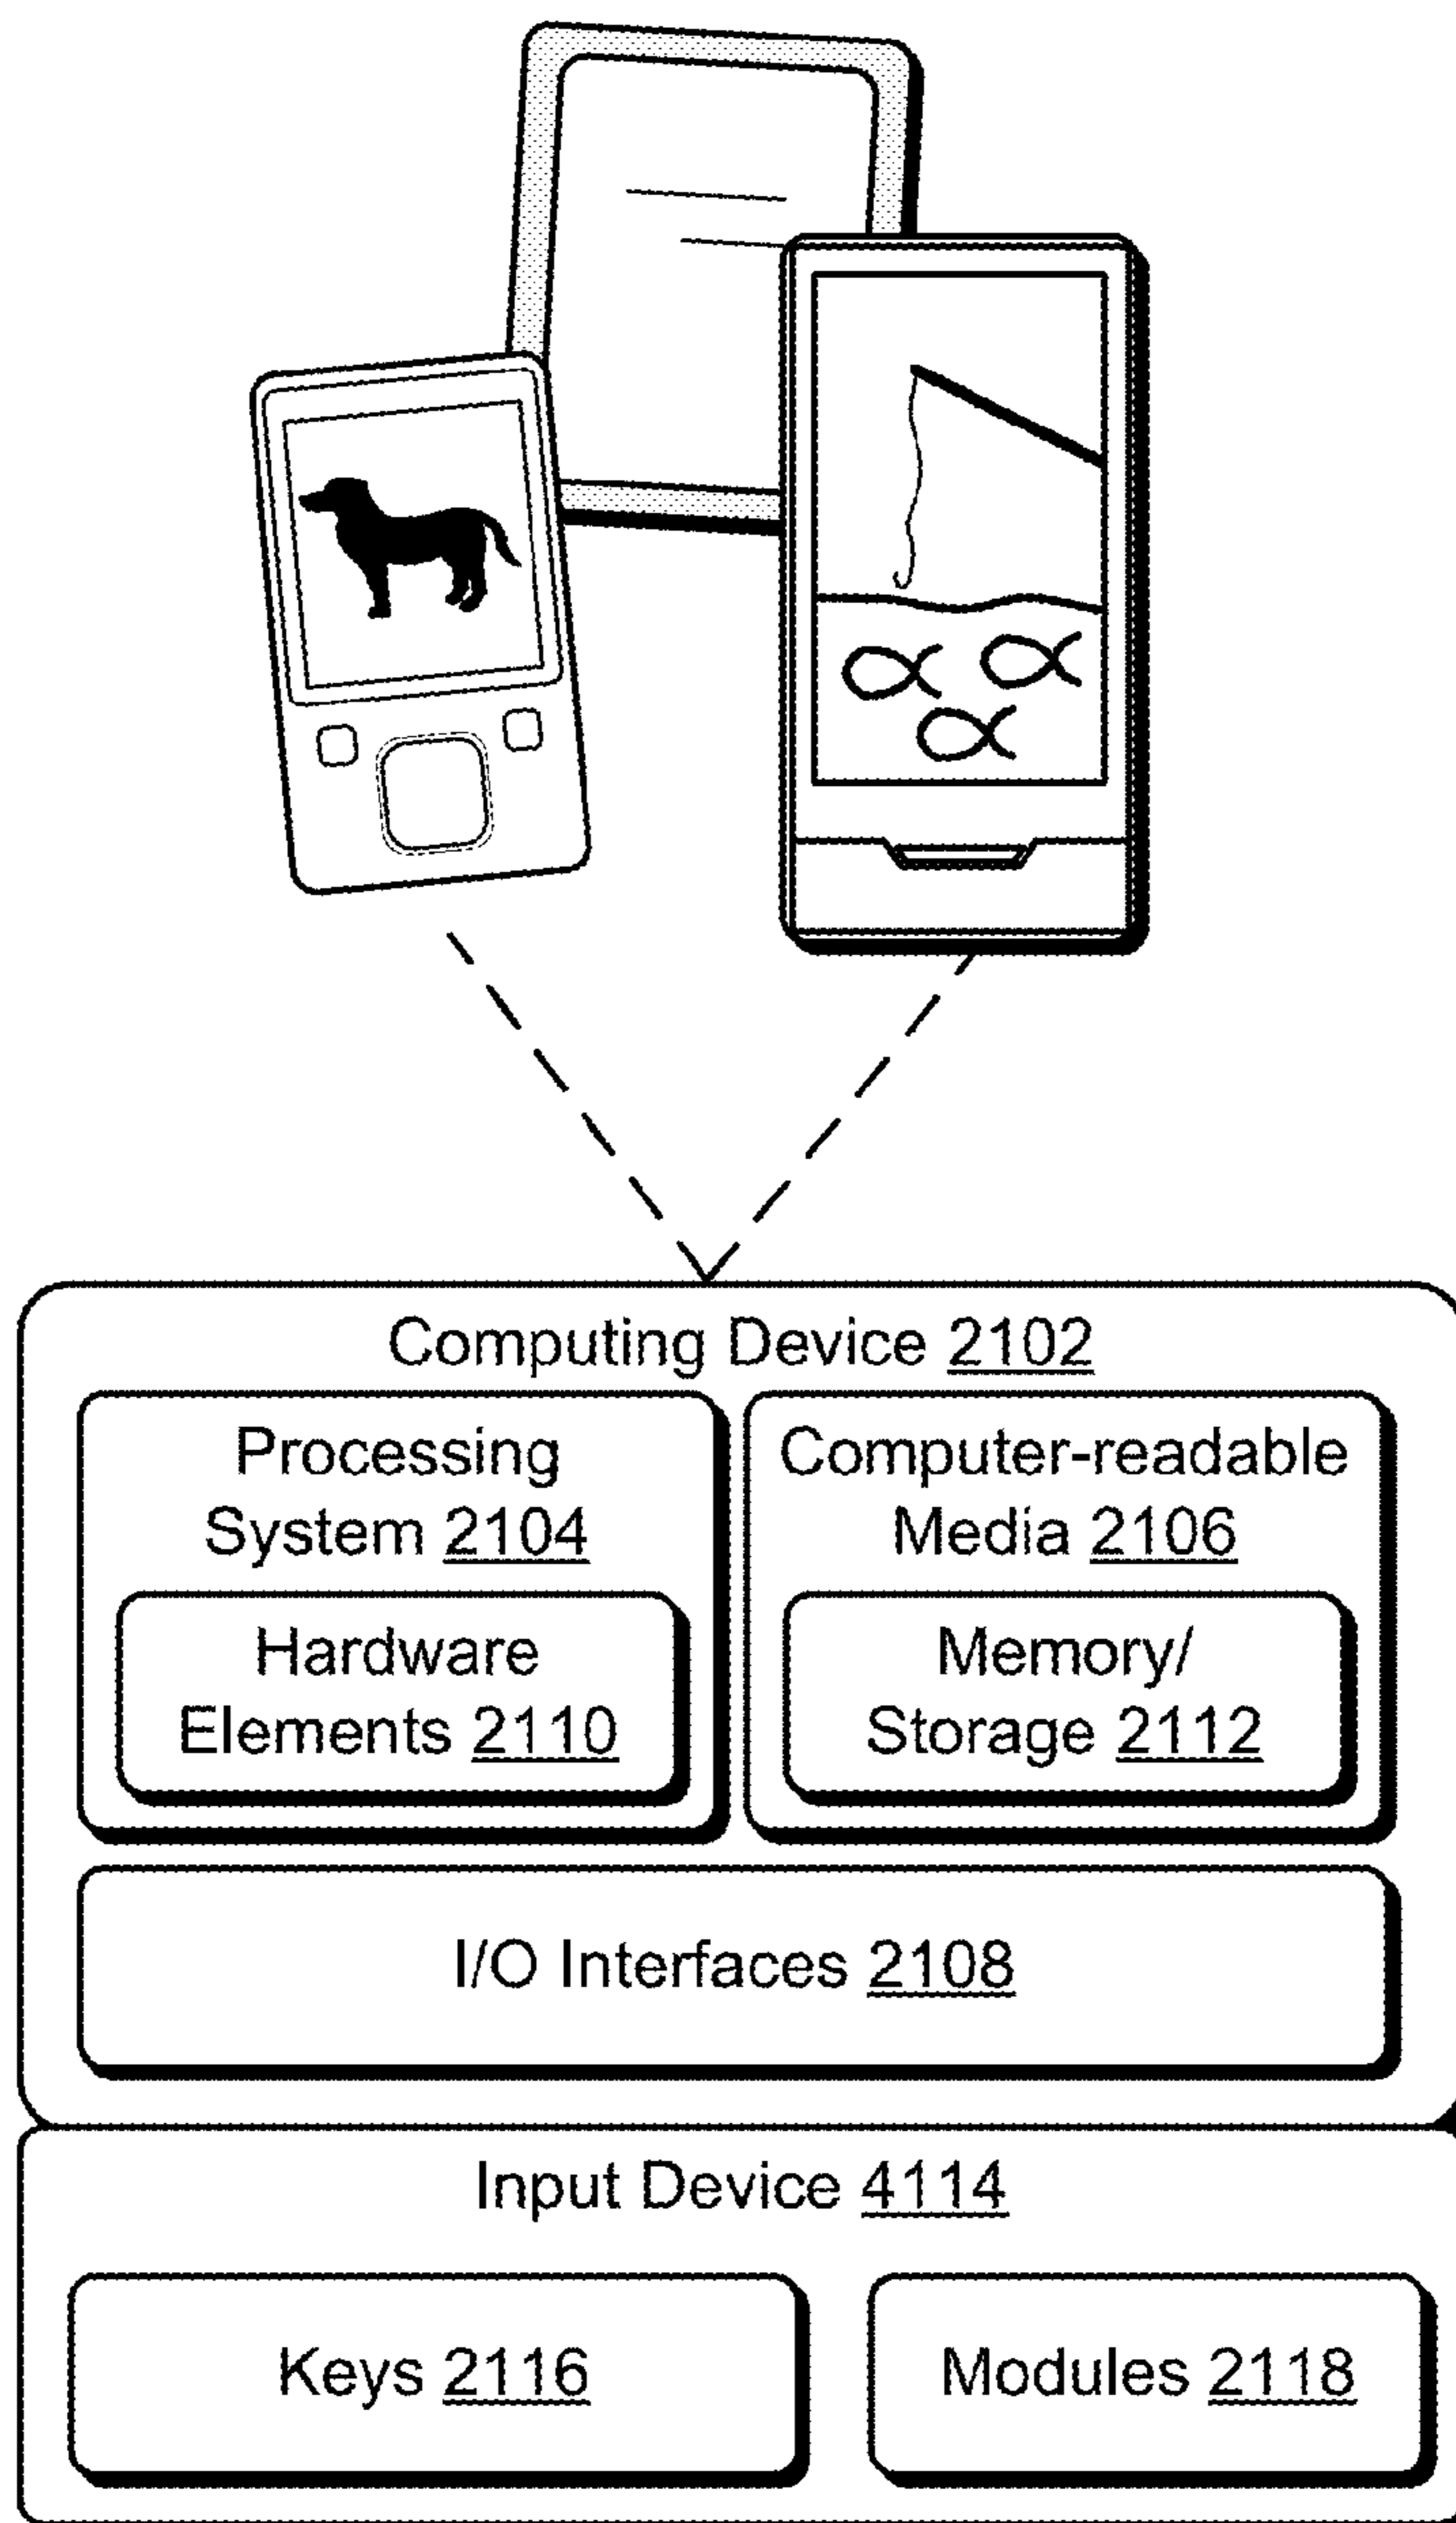 Computing Device 2102
Processing
System 2104
Hardware
Elements 2110
Computer-readable
Media 2106
Memory/
Storage 2112
I/O Interfaces 2108
Input Device 4114
Keys 2116
Modules 2118